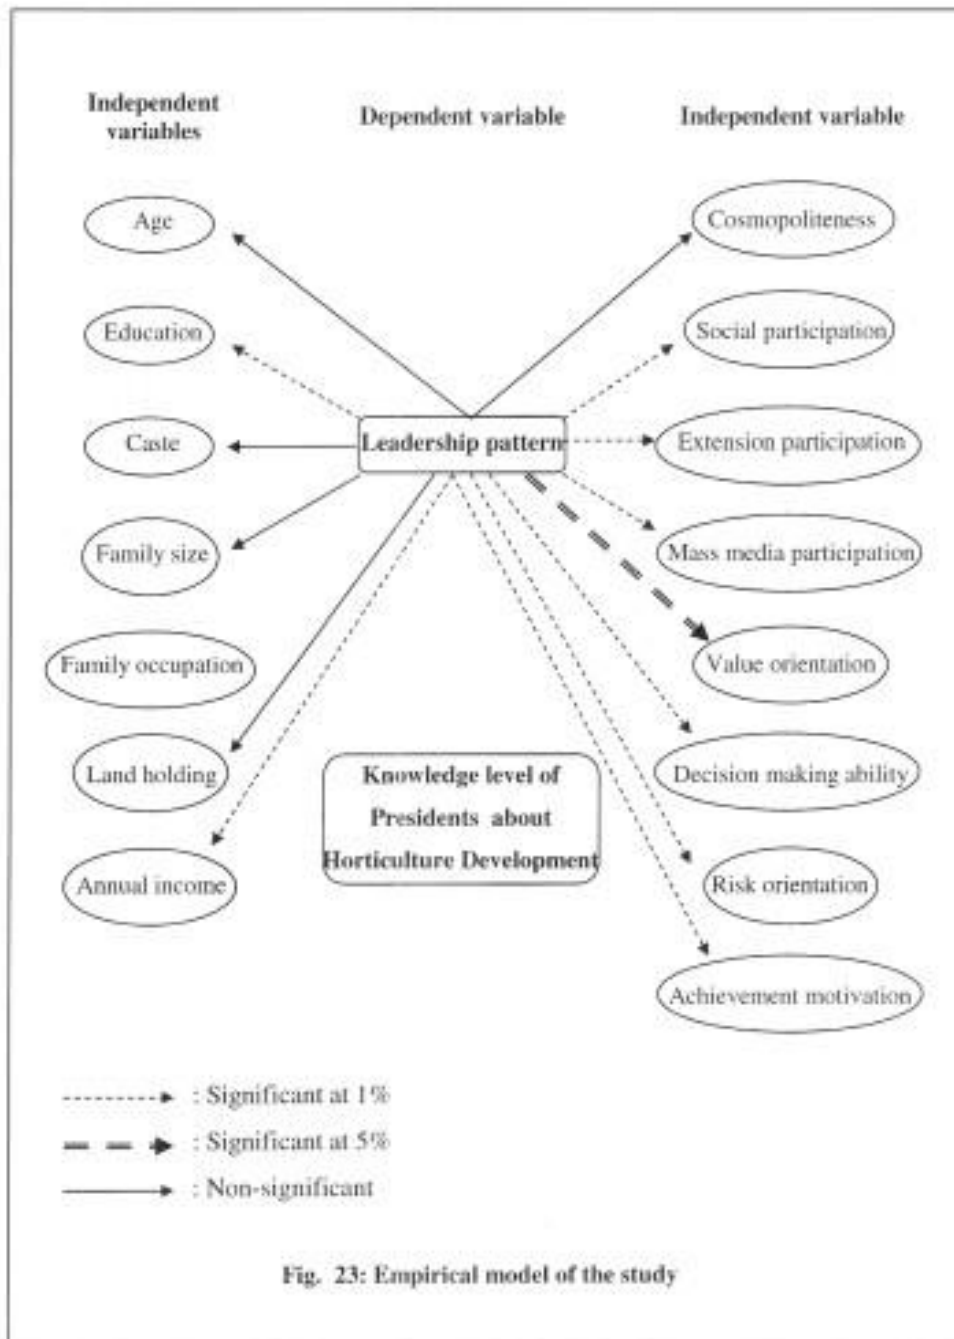 Independent
variables
Dependent variable
Independent variable
Age
Education
Caste
Family size
Family occupation
Land holding
Annual income
Leadership pattern
Knowledge level of
Presidents about
Horticulture Development
Cosmopoliteness
Social participation
Extension participation
Mass media participation
Value orientation
Decision making ability
Risk orientation
Achievement motivation
: Significant at 1%
: Significant at 5%
: Non-significant
Fig. 23: Empirical model of the study